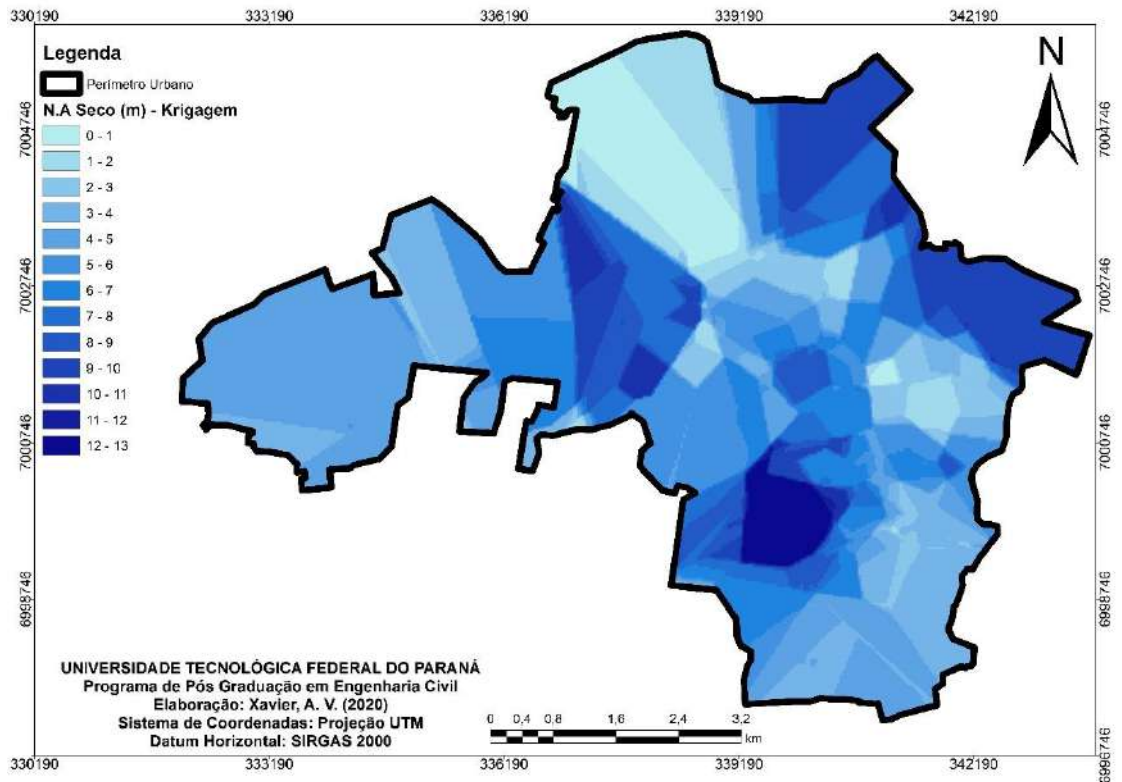 330190 333190 336190 339190 342190
Legenda
Perímetro Urbano
N.A Seco (m) - Krigagem
0 - 1
1 - 2
2 - 3
3 - 4
4 - 5
5 - 6
6 - 7
7 - 8
8 - 9
9 - 10
10 - 11
11 - 12
12 - 13
N
7004746
7002746
7000746
6998746
7004746
7002746
7000746
6998746
6996746
UNIVERSIDADE TECNOLÓGICA FEDERAL DO PARANÁ
Programa de Pós Graduação em Engenharia Civil
Elaboração: Xavier, A. V. (2020)
Sistema de Coordenadas: Projeção UTM
Datum Horizontal: SIRGAS 2000
0 0,4 0,8 1,6 2,4 3,2
km
330190 333190 336190 339190 342190